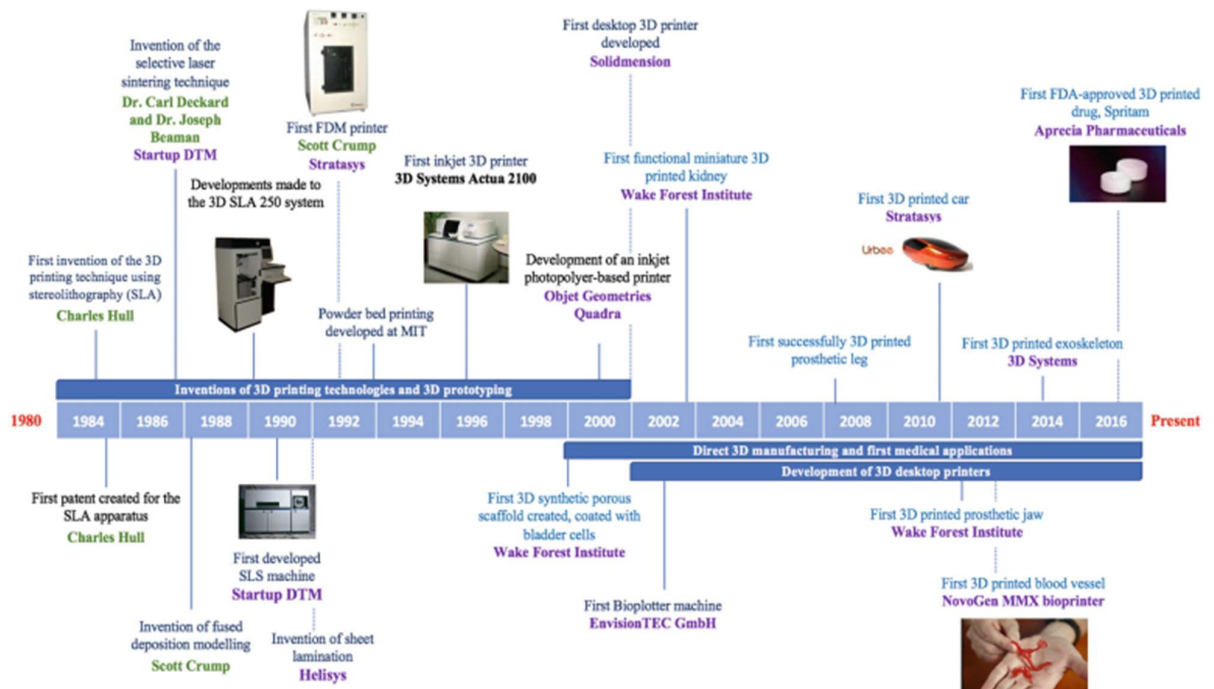 Invention of the
selective laser
sintering technique
Dr. Carl Deckard
and Dr. Joseph
Beaman
Startup DTM
First FDM printer
Scott Crump
Stratasys
First desktop 3D printer
developed
Solidmension
First FDA-approved 3D printed
drug, Spritam
Aprecia Pharmaceuticals
Developments made to
the 3D SLA 250 system
First inkjet 3D printer
3D Systems Actua 2100
First functional miniature 3D
printed kidney
Wake Forest Institute
First 3D printed car
Stratasys
Urbee
First invention of the 3D
printing technique using
stereolithography (SLA)
Charles Hull
Powder bed printing
developed at MIT
Development of an inkjet
photopolyer-based printer
Objet Geometries
Quadra
First successfully 3D printed
prosthetic leg
First 3D printed exoskeleton
3D Systems
Inventions of 3D printing technologies and 3D prototyping
1980 1984 1986 1988 1990 1992 1994 1996 1998 2000 2002 2004 2006 2008 2010 2012 2014 2016 Present
Direct 3D manufacturing and first medical applications
Development of 3D desktop printers
First patent created for the
SLA apparatus
Charles Hull
First developed
SLS machine
Startup DTM
First 3D synthetic porous
scaffold created, coated with
bladder cells
Wake Forest Institute
First 3D printed prosthetic jaw
Wake Forest Institute
Invention of fused
deposition modelling
Scott Crump
Invention of sheet
lamination
Helisys
First Bioplotter machine
EnvisionTEC GmbH
First 3D printed blood vessel
NovoGen MMX bioprinter